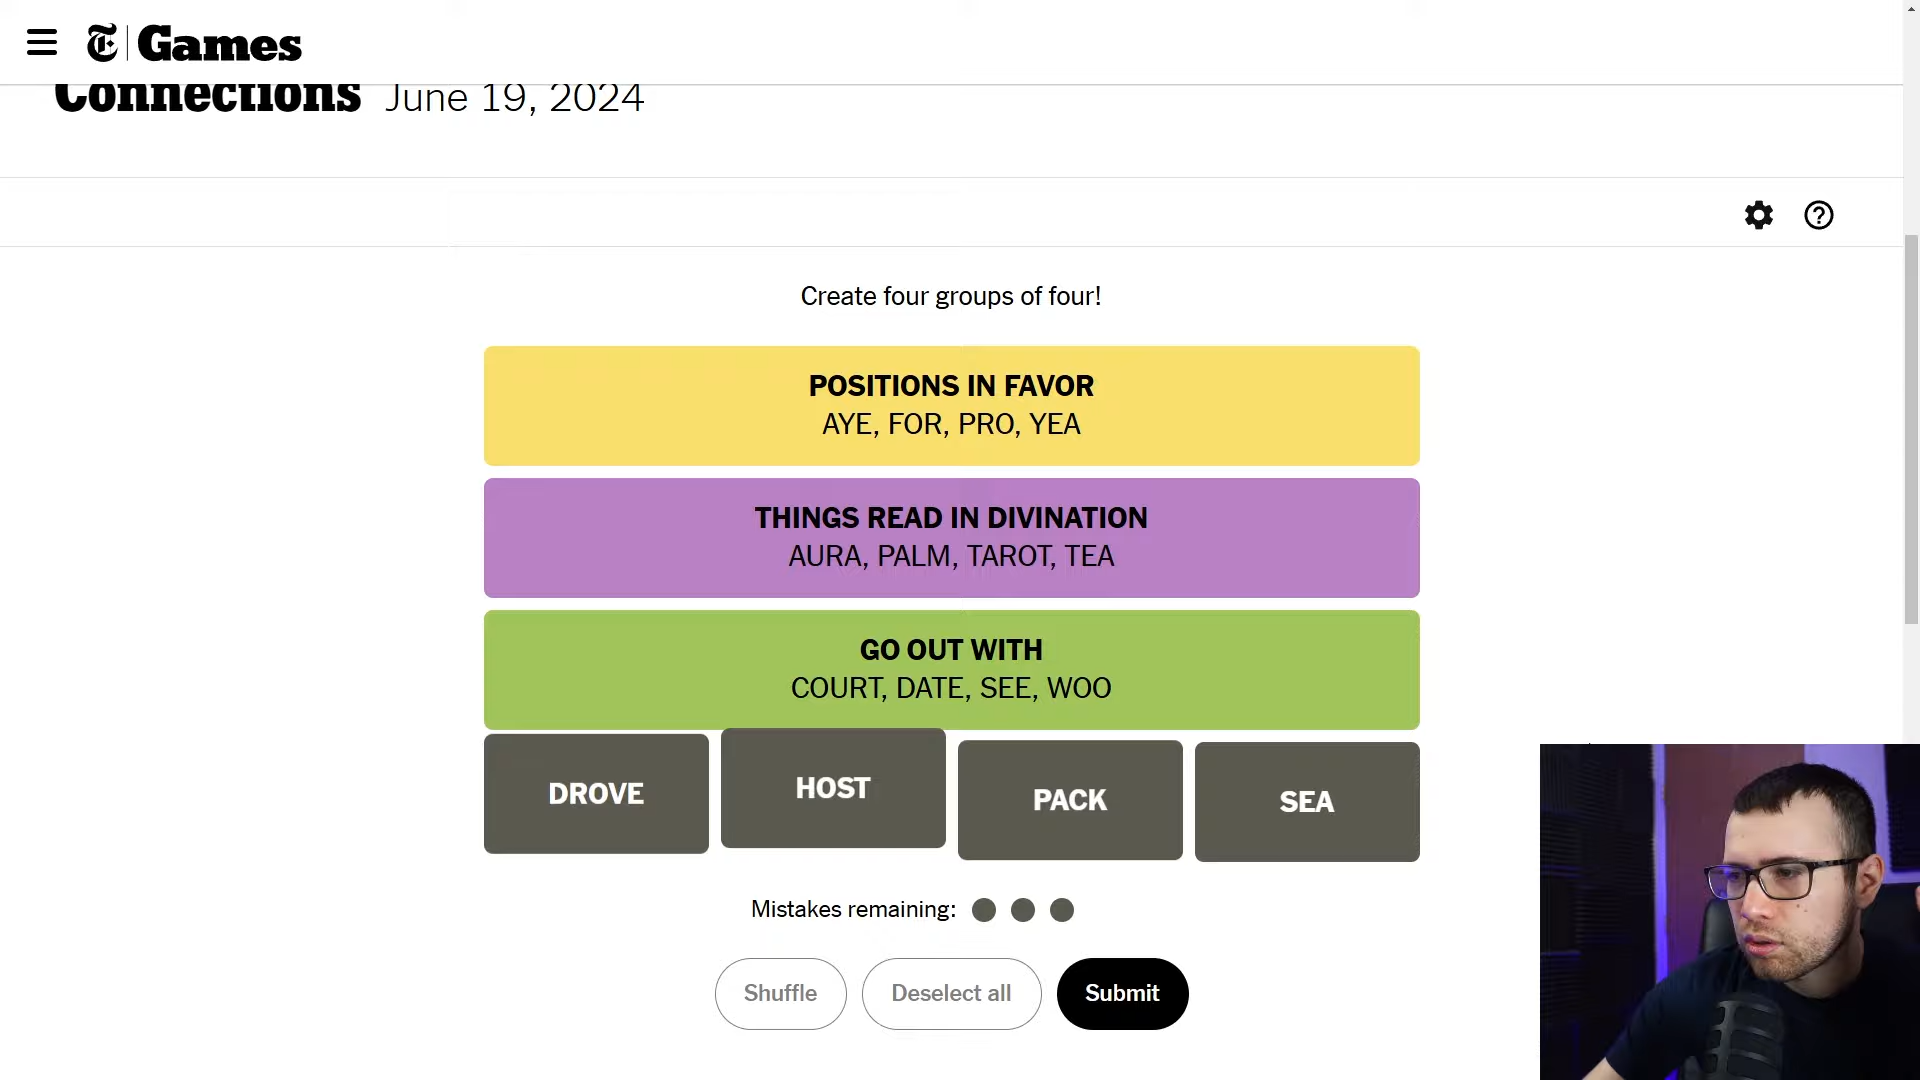 T Games
Connections June 19, 2024
Create four groups of four!
POSITIONS IN FAVOR
AYE, FOR, PRO, YEA
THINGS READ IN DIVINATION
AURA, PALM, TAROT, TEA
GO OUT WITH
COURT, DATE, SEE, WOO
DROVE HOST PACK SEA
Mistakes remaining:
Shuffle Deselect all Submit